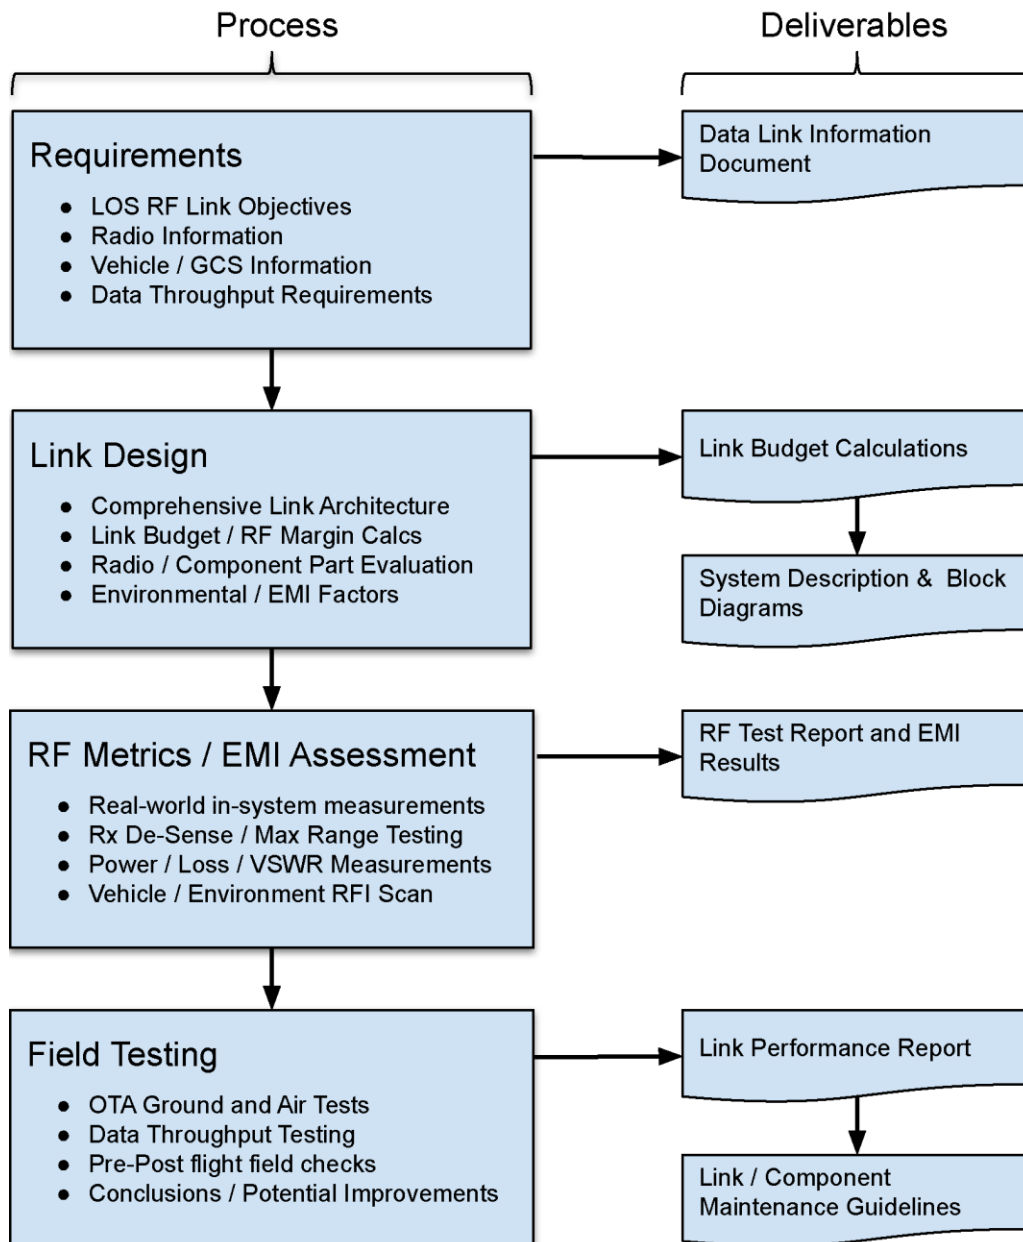 Process
Deliverables
Requirements
● LOS RF Link Objectives
● Radio Information
● Vehicle / GCS Information
● Data Throughput Requirements
Data Link Information
Document
Link Design
● Comprehensive Link Architecture
● Link Budget / RF Margin Calcs
● Radio / Component Part Evaluation
● Environmental / EMI Factors
Link Budget Calculations
System Description & Block
Diagrams
RF Metrics / EMI Assessment
● Real-world in-system measurements
● Rx De-Sense / Max Range Testing
● Power / Loss / VSWR Measurements
● Vehicle / Environment RFI Scan
RF Test Report and EMI
Results
Field Testing
● OTA Ground and Air Tests
● Data Throughput Testing
● Pre-Post flight field checks
● Conclusions / Potential Improvements
Link Performance Report
Link / Component
Maintenance Guidelines